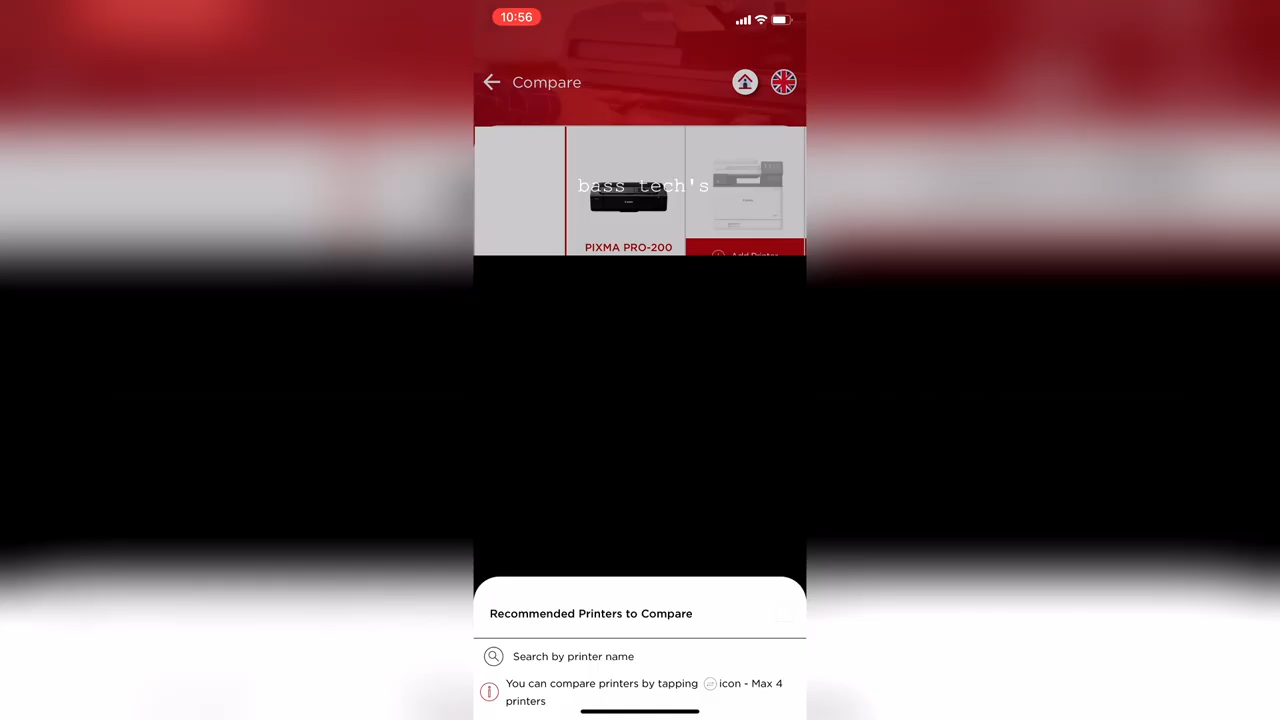 10:56
Compare
bass tech's
PIXMA PRO-200
Add Printer
Recommended Printers to Compare
Search by printer name
You can compare printers by tapping icon - Max 4
printers